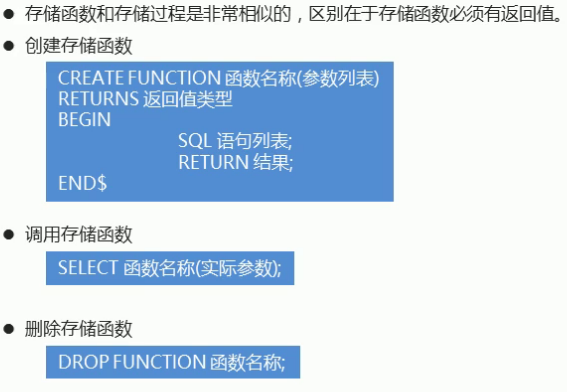 ● 存储函数和存储过程是非常相似的，区别在于存储函数必须有返回值。
● 创建存储函数
CREATE FUNCTION 函数名称(参数列表)
RETURNS 返回值类型
BEGIN
SQL 语句列表;
RETURN 结果;
END$
● 调用存储函数
SELECT 函数名称(实际参数);
● 删除存储函数
DROP FUNCTION 函数名称;